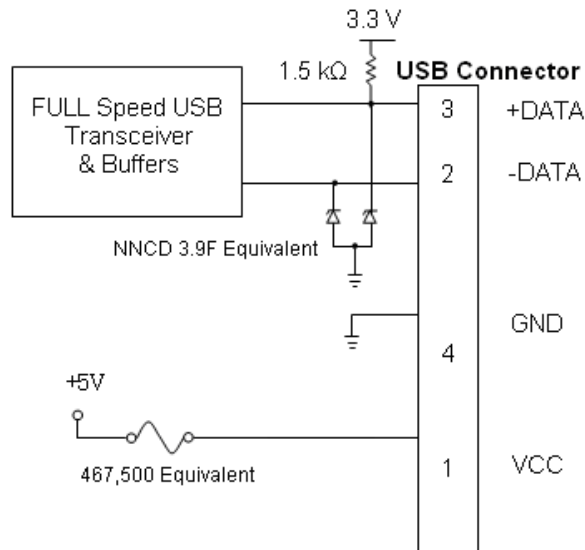 3.3 V
1.5 kΩ
USB Connector
FULL Speed USB
Transceiver
& Buffers
3
+DATA
2
-DATA
NNCD 3.9F Equivalent
GND
4
+5V
467,500 Equivalent
1
VCC